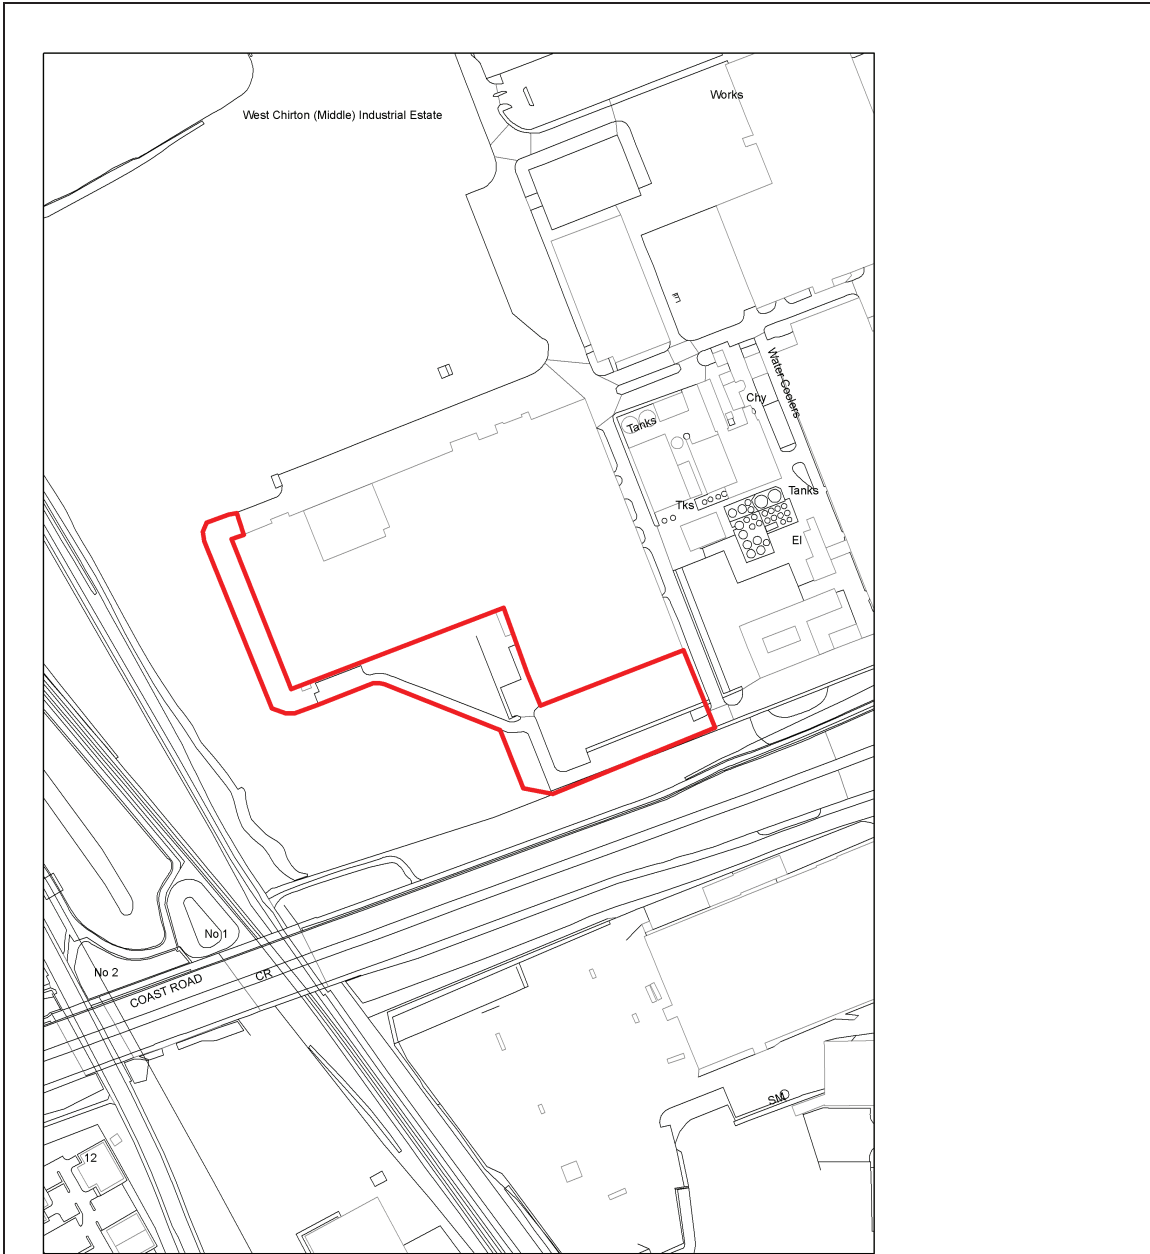 Works
West Chirton (Middle) Industrial Estate
Water Coolers
Chy
Tanks
Tanks
Tks
El
No 1
No 2
CR
COAST ROAD
SM
12